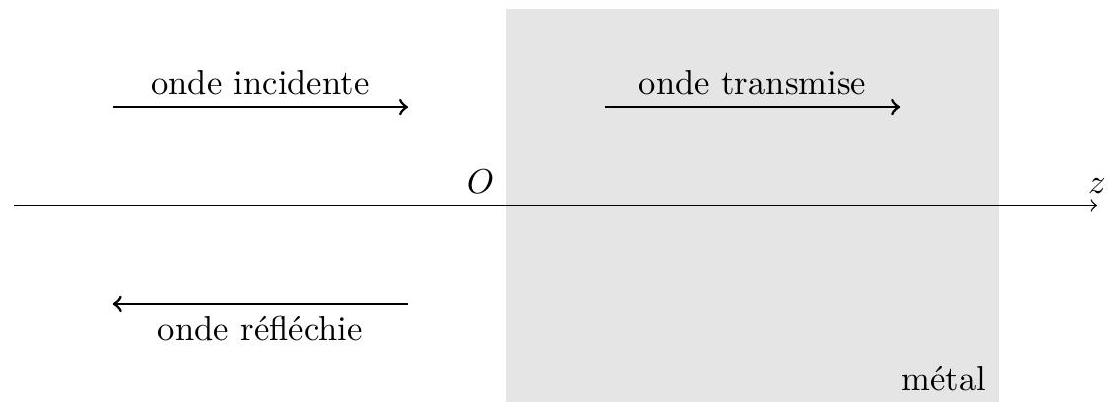 onde incidente
onde transmise
O
z
onde réfléchie
métal